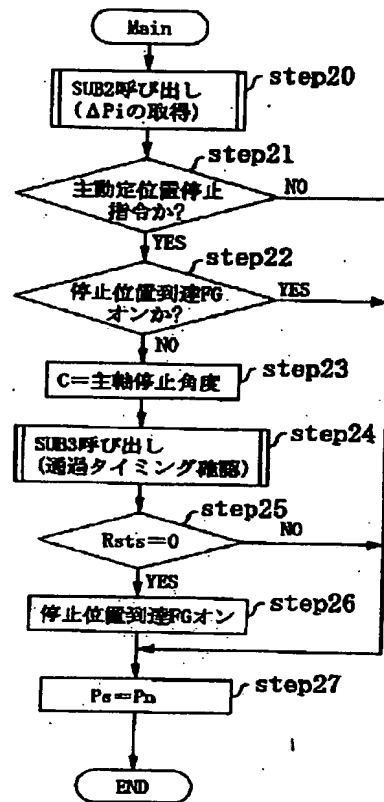 Main
SUB2呼び出し
(ΔPiの取得)
step20
step21
主動定位置停止
指令か?
NO
YES
step22
停止位置到達FG
オンか?
YES
NO
C=主軸停止角度
step23
SUB3呼び出し
(通過タイミング確認)
step24
step25
Rsts=0
NO
YES
停止位置到達FGオン
step26
Ps=Pn
step27
END